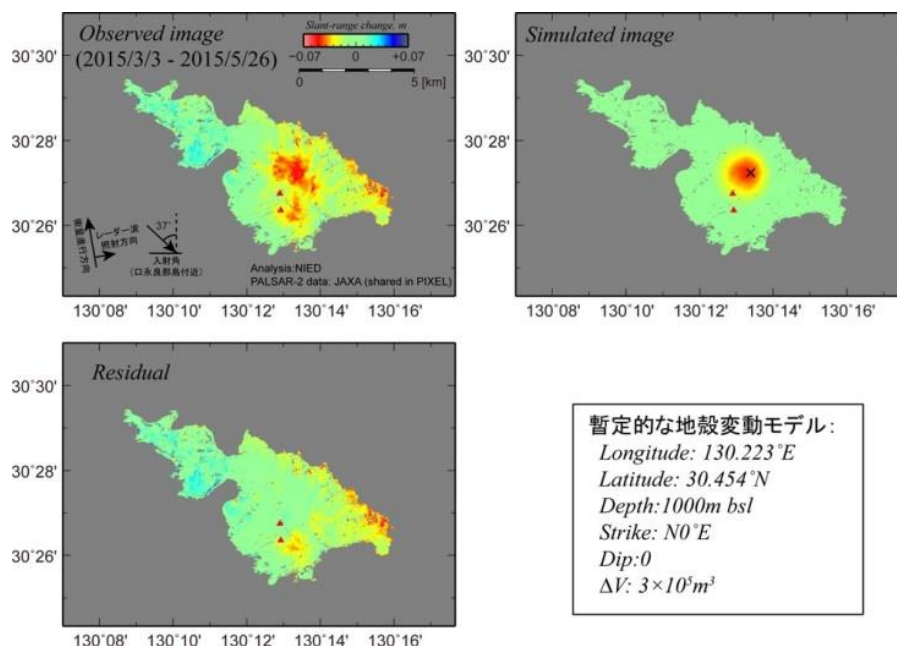 Observed image
(2015/3/3 - 2015/5/26)
Slant-range change, m
−0.07 0 +0.07
0 5 [km]
30˚30'
30˚28'
30˚26'
衛星進行方向
レーダー波
照射方向
37˚
入射角
(口永良部島付近)
Analysis:NIED
PALSAR-2 data: JAXA (shared in PIXEL)
130˚08' 130˚10' 130˚12' 130˚14' 130˚16'
Simulated image
30˚30'
30˚28'
30˚26'
130˚08' 130˚10' 130˚12' 130˚14' 130˚16'
Residual
30˚30'
30˚28'
30˚26'
130˚08' 130˚10' 130˚12' 130˚14' 130˚16'
暫定的な地殻変動モデル:
Longitude: 130.223˚E
Latitude: 30.454˚N
Depth:1000m bsl
Strike: N0˚E
Dip:0
ΔV: 3×10⁵m³